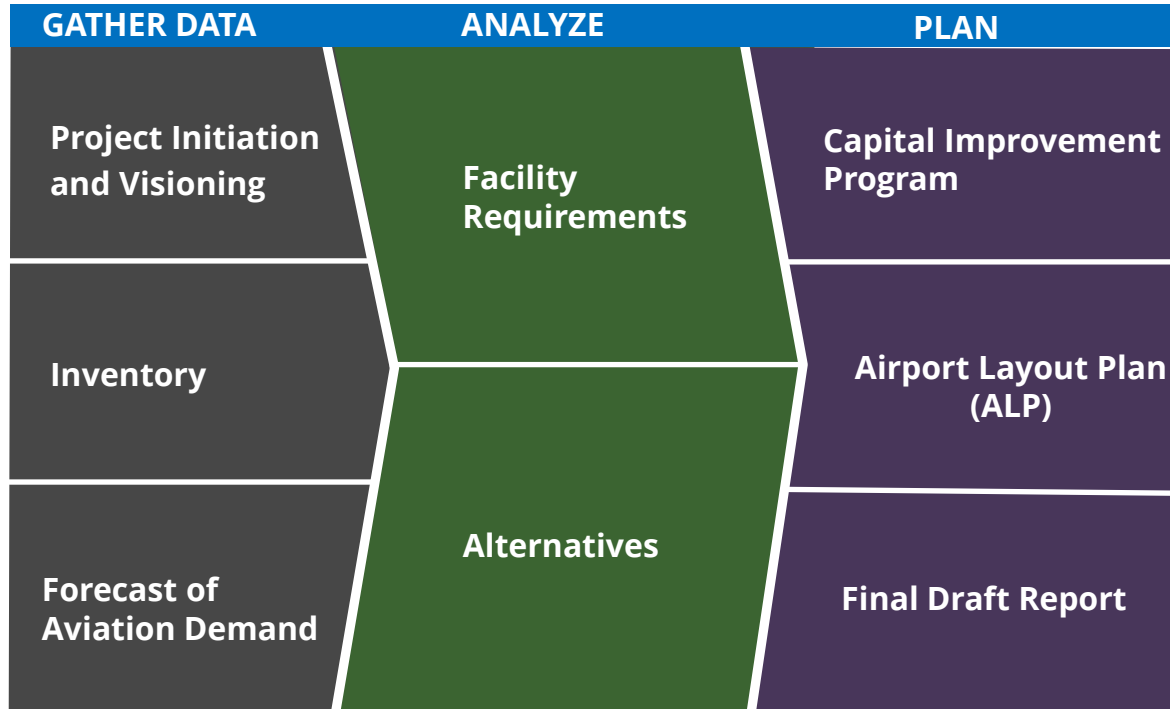 GATHER DATA
ANALYZE
PLAN
Project Initiation
and Visioning
Inventory
Forecast of
Aviation Demand
Facility
Requirements
Alternatives
Capital Improvement
Program
Airport Layout Plan
(ALP)
Final Draft Report